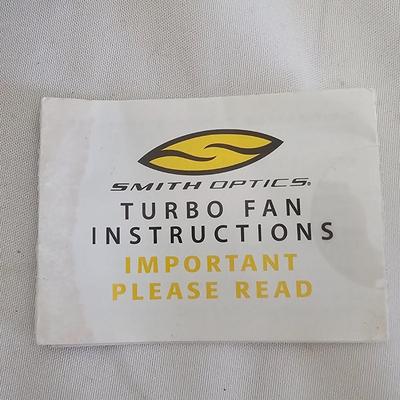 SMITH OPTICS®
TURBO FAN
INSTRUCTIONS
IMPORTANT
PLEASE READ